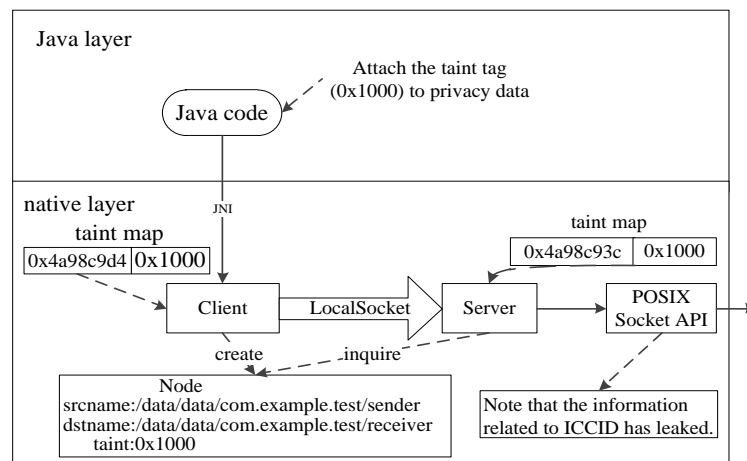 Java layer
Attach the taint tag
(0x1000) to privacy data
Java code
native layer
JNI
taint map
0x4a98c9d4 0x1000
taint map
0x4a98c93c 0x1000
Client
LocalSocket
Server
POSIX
Socket API
create
inquire
Node
srcname:/data/data/com.example.test/sender
dstname:/data/data/com.example.test/receiver
taint:0x1000
Note that the information
related to ICCID has leaked.